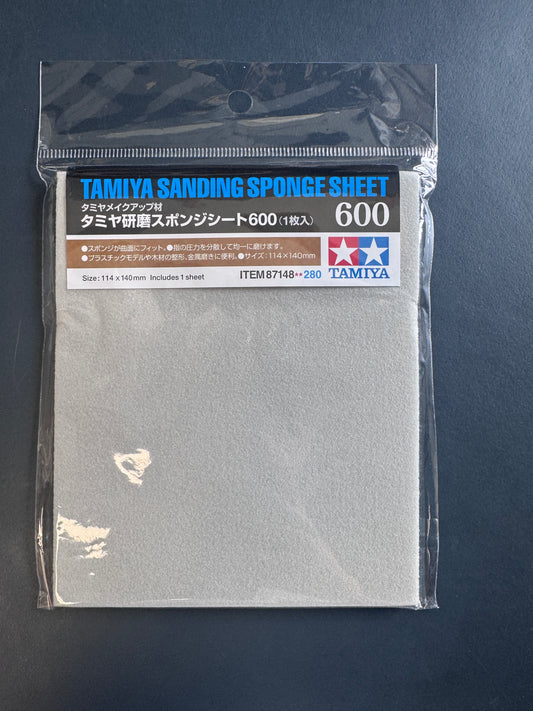 TAMIYA SANDING SPONGE SHEET
タミヤメイクアップ材
タミヤ研磨スポンジシート600(1枚入) 600
●スポンジが曲面にフィット。●指の圧力を分散して均一に磨けます。
●プラスチックモデルや木材の整形、金属磨きに便利。●サイズ:114×140mm
Size: 114×140mm Includes 1 sheet
ITEM 87148**280
TAMIYA